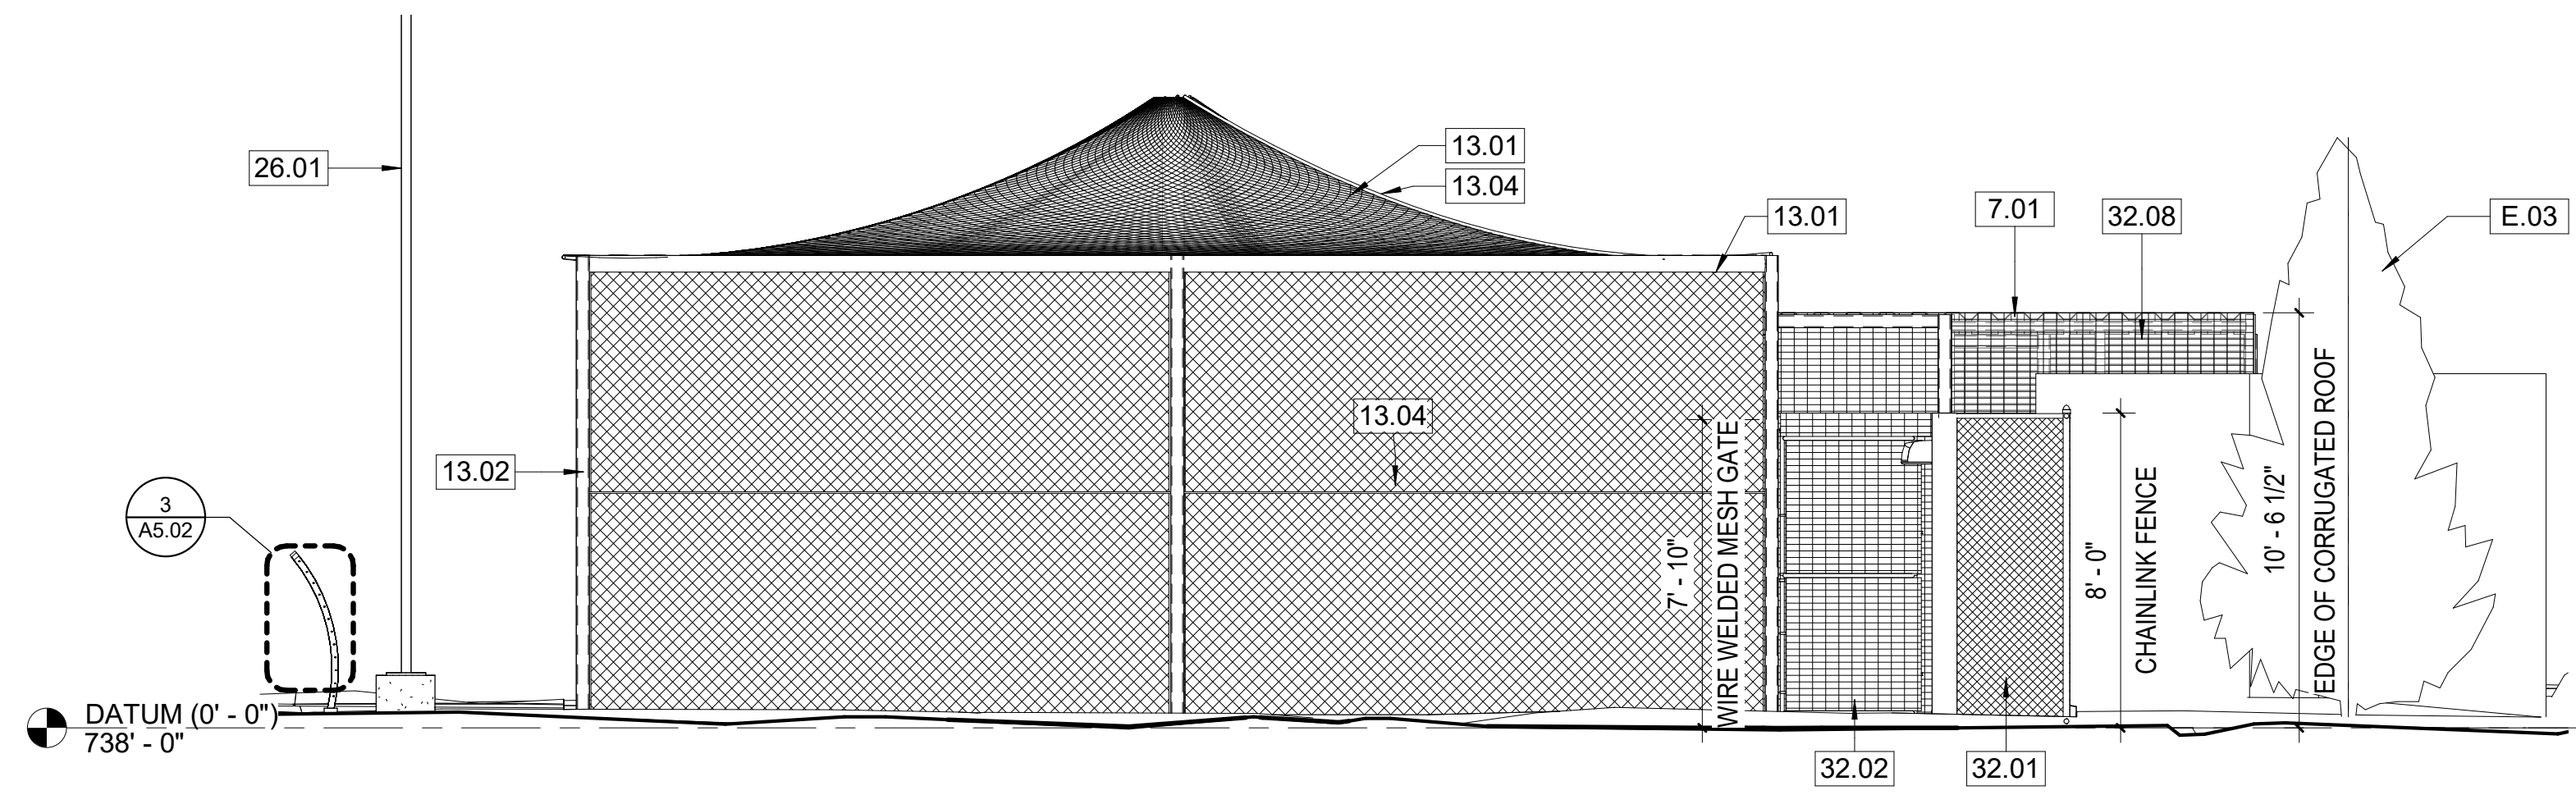 26.01
13.01
13.04
13.01
7.01
32.08
E.03
13.04
13.02
3
A5.02
7' - 10"
WIRE WELDED MESH GATE
8' - 0"
CHAINLINK FENCE
10' - 6 1/2"
EDGE OF CORRUGATED ROOF
DATUM (0' - 0")
738' - 0"
32.02
32.01